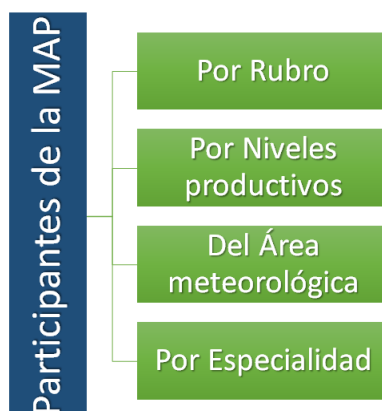 Participantes de la MAP
Por Rubro
Por Niveles
productivos
Del Área
meteorológica
Por Especialidad